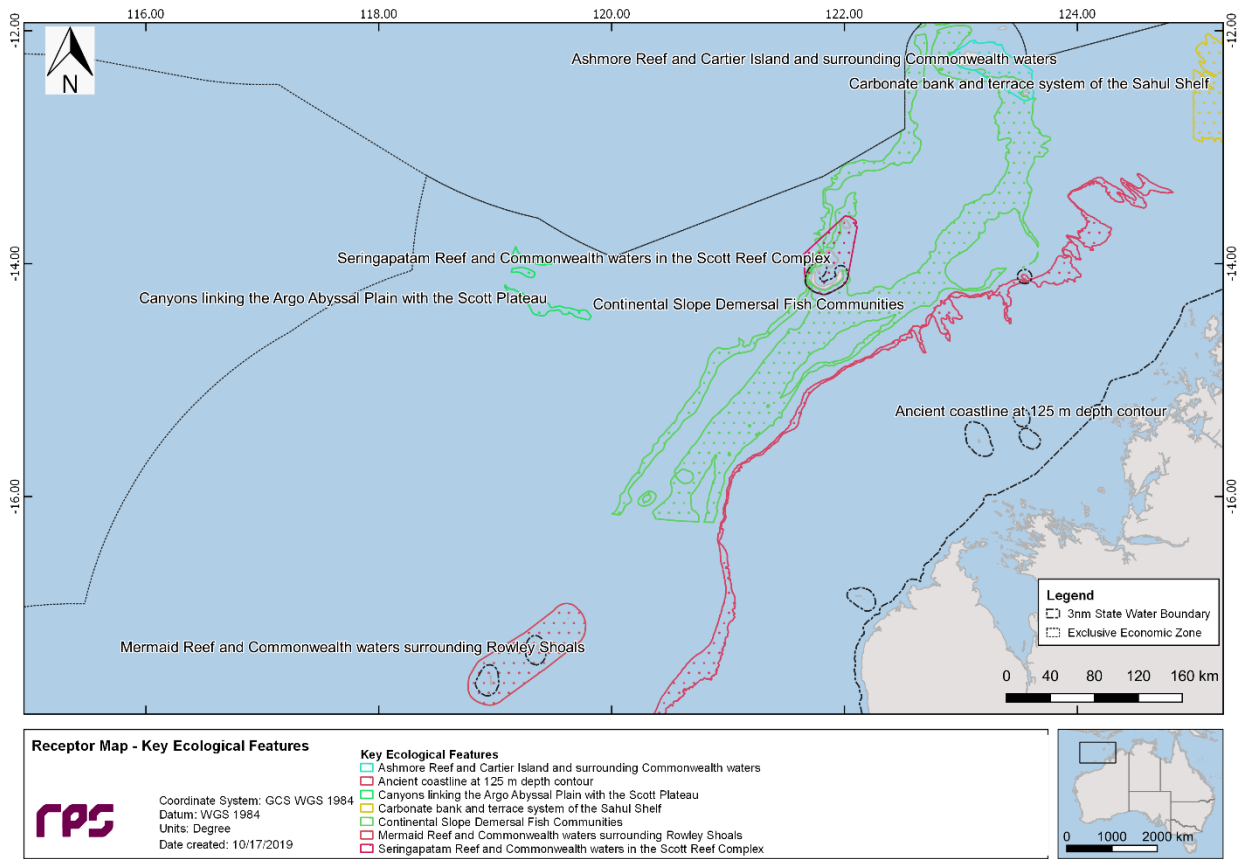 116.00 118.00 120.00 122.00 124.00
-12.00 -12.00
N
Ashmore Reef and Cartier Island and surrounding Commonwealth waters
Carbonate bank and terrace system of the Sahul Shelf
-14.00 -14.00
Seringapatam Reef and Commonwealth waters in the Scott Reef Complex
Canyons linking the Argo Abyssal Plain with the Scott Plateau
Continental Slope Demersal Fish Communities
Ancient coastline at 125 m depth contour
-16.00 -16.00
Legend
3nm State Water Boundary
Exclusive Economic Zone
Mermaid Reef and Commonwealth waters surrounding Rowley Shoals
0 40 80 120 160 km
Receptor Map - Key Ecological Features
rps
Coordinate System: GCS WGS 1984
Datum: WGS 1984
Units: Degree
Date created: 10/17/2019
Key Ecological Features
Ashmore Reef and Cartier Island and surrounding Commonwealth waters
Ancient coastline at 125 m depth contour
Canyons linking the Argo Abyssal Plain with the Scott Plateau
Carbonate bank and terrace system of the Sahul Shelf
Continental Slope Demersal Fish Communities
Mermaid Reef and Commonwealth waters surrounding Rowley Shoals
Seringapatam Reef and Commonwealth waters in the Scott Reef Complex
0 1000 2000 km